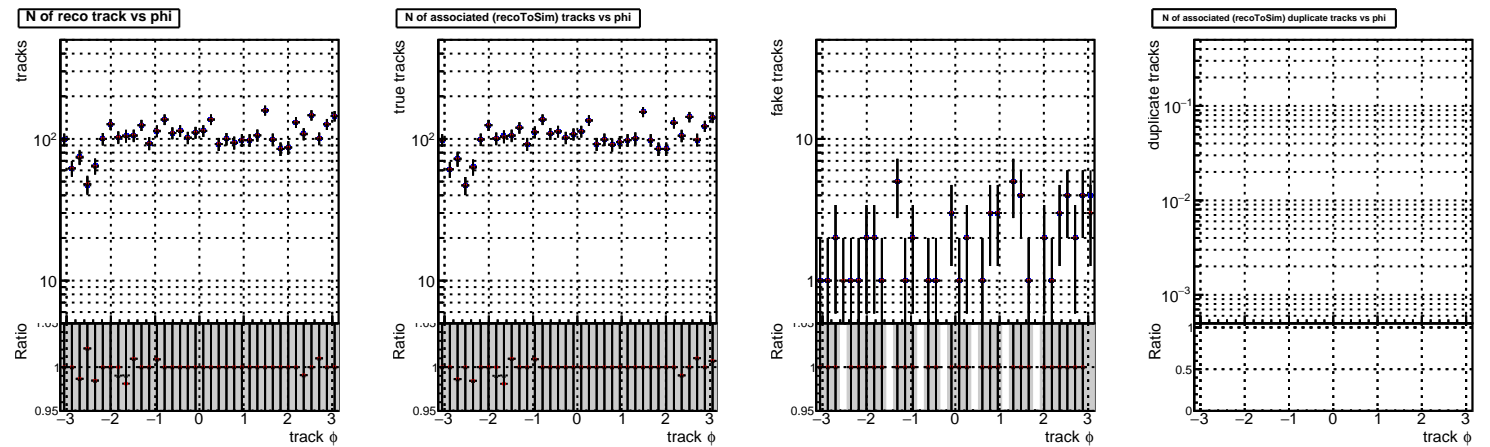 N of reco track vs phi
tracks
10²
10
Ratio
1.05
1
0.95
−3 −2 −1 0 1 2 3
track ϕ
N of associated (recoToSim) tracks vs phi
true tracks
10²
10
Ratio
1.05
1
0.95
−3 −2 −1 0 1 2 3
track ϕ
fake tracks
10
1
Ratio
1.05
1
0.95
−3 −2 −1 0 1 2 3
track ϕ
N of associated (recoToSim) duplicate tracks vs phi
duplicate tracks
10⁻¹
10⁻²
10⁻³
Ratio
1
0.5
0
−3 −2 −1 0 1 2 3
track ϕ